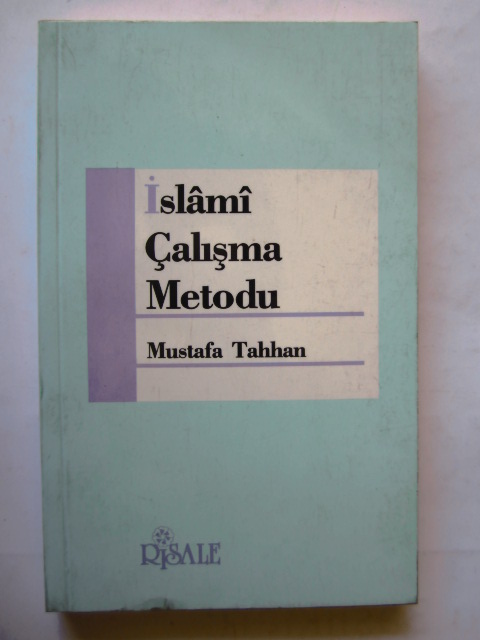 İslâmî
Çalışma
Metodu
Mustafa Tahhan
RİSALE